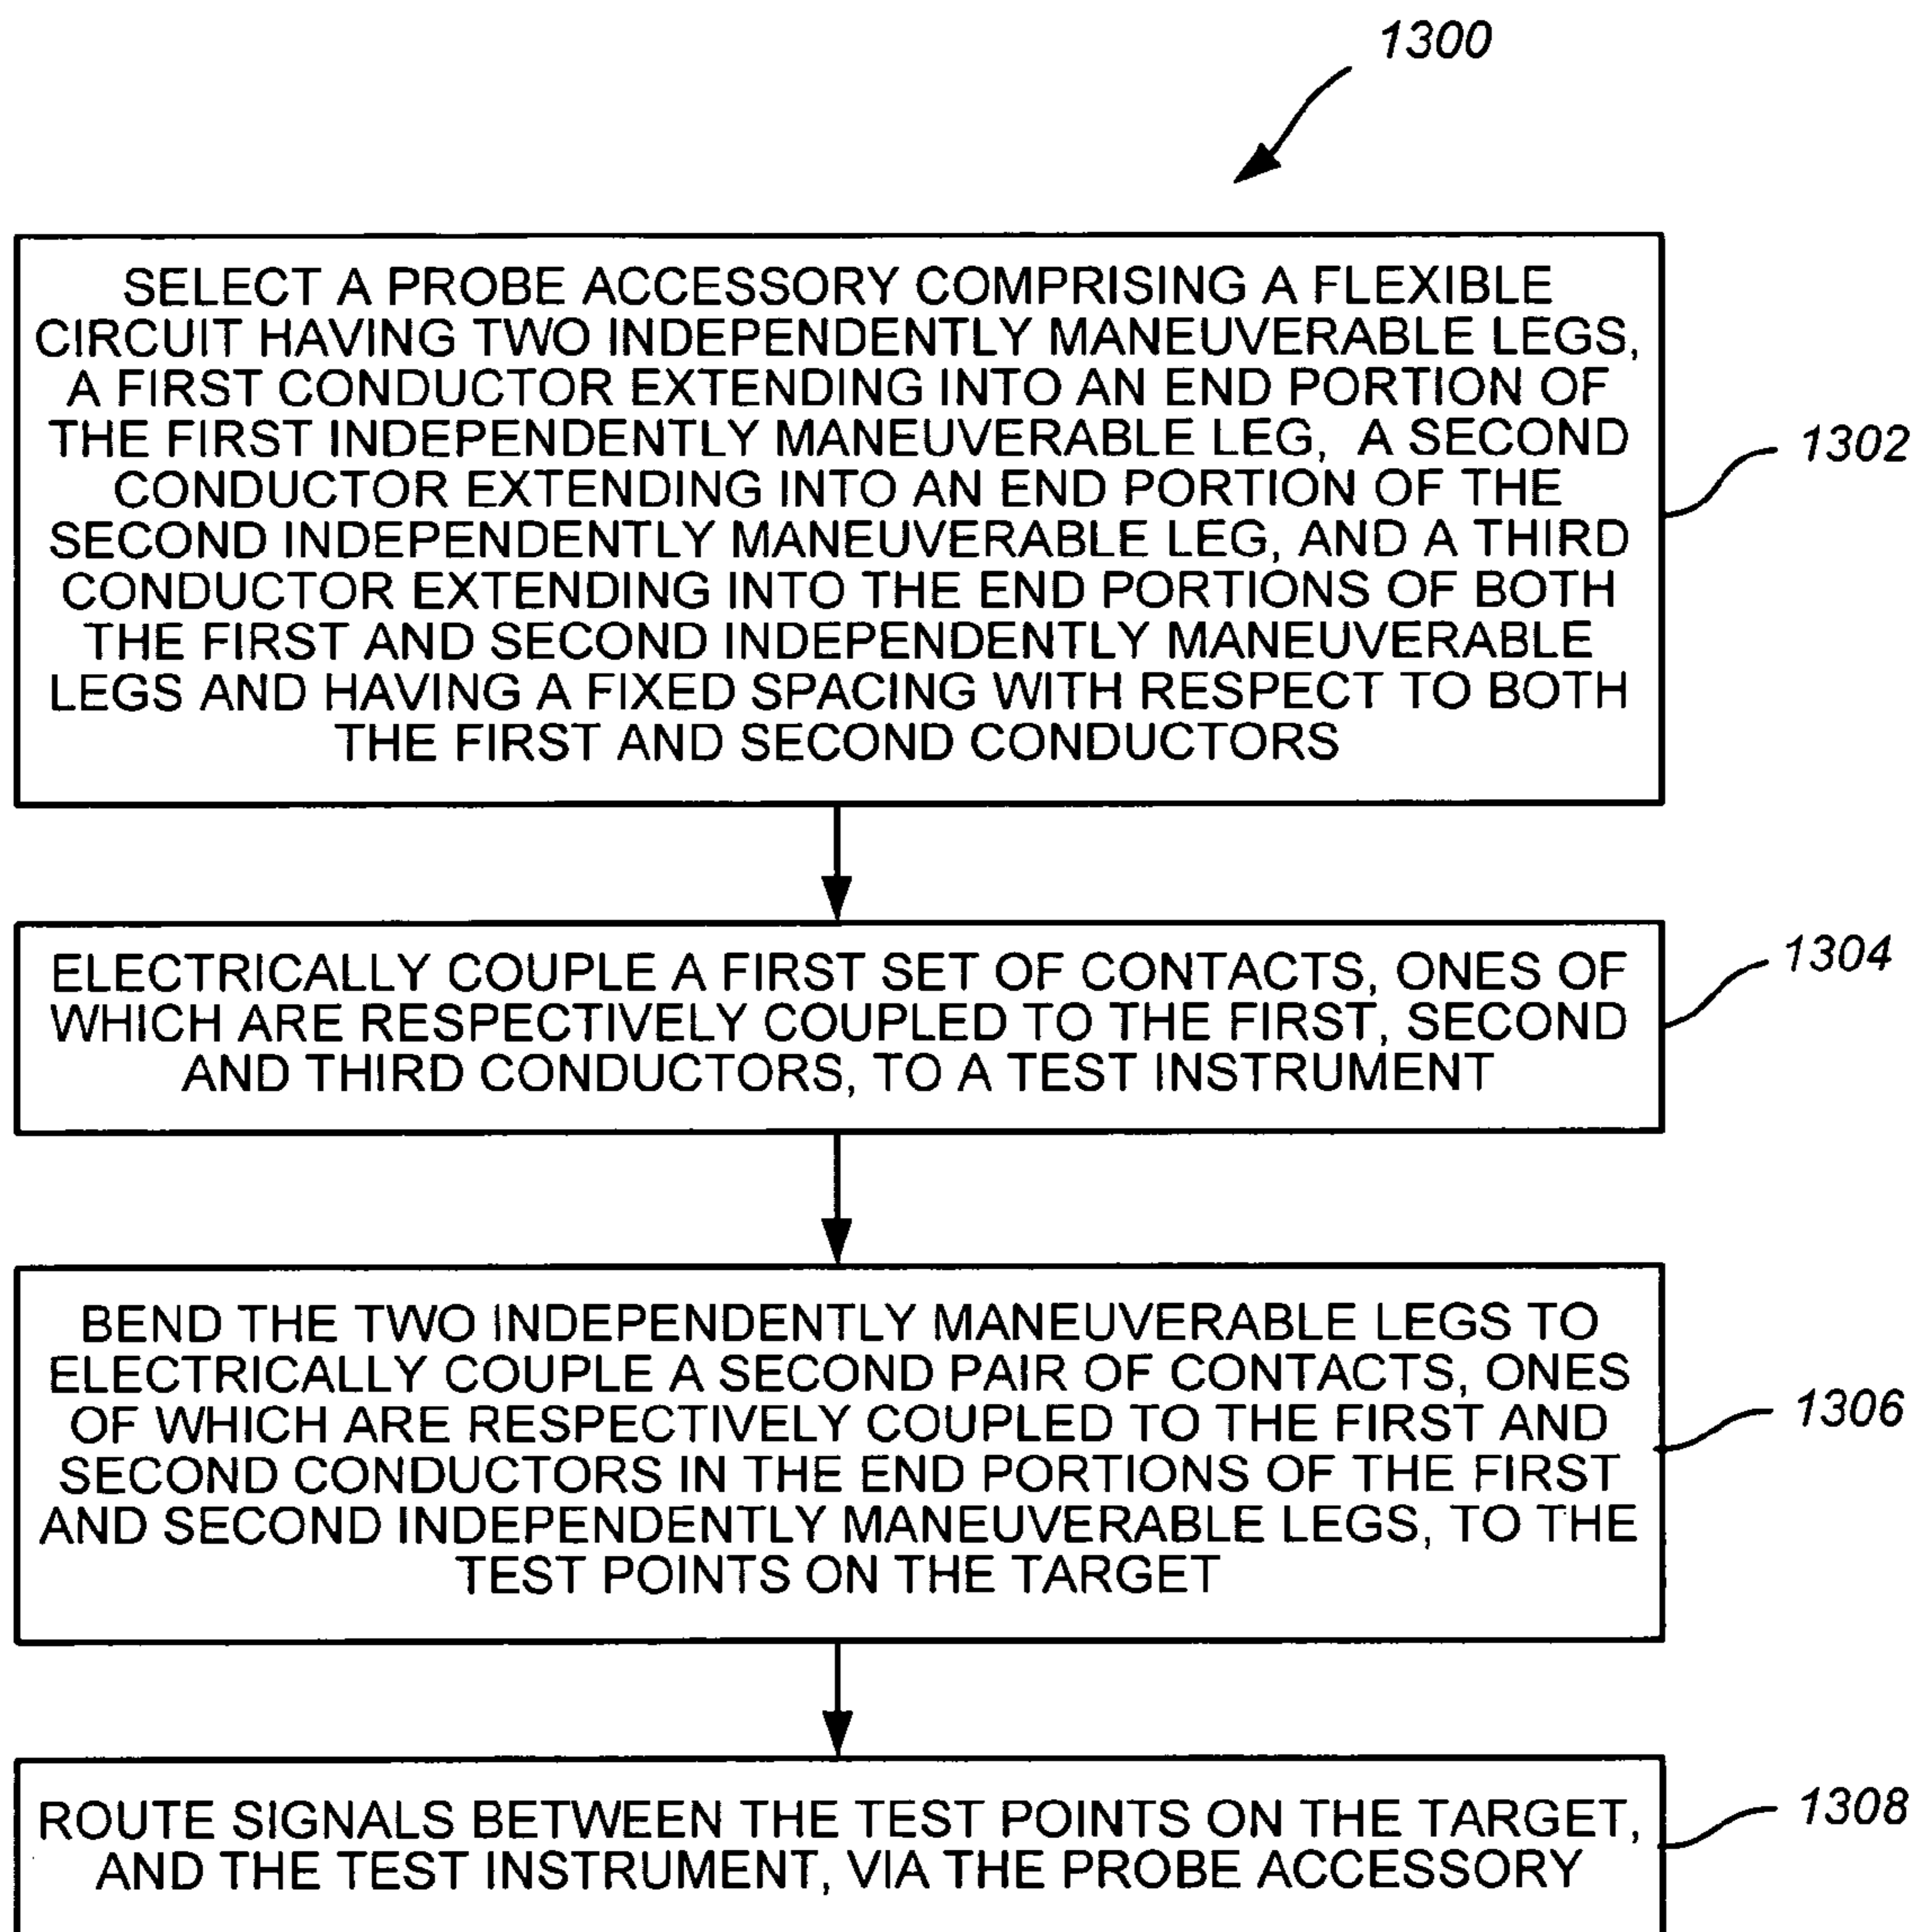 1300
SELECT A PROBE ACCESSORY COMPRISING A FLEXIBLE
CIRCUIT HAVING TWO INDEPENDENTLY MANEUVERABLE LEGS,
A FIRST CONDUCTOR EXTENDING INTO AN END PORTION OF
THE FIRST INDEPENDENTLY MANEUVERABLE LEG, A SECOND
CONDUCTOR EXTENDING INTO AN END PORTION OF THE
SECOND INDEPENDENTLY MANEUVERABLE LEG, AND A THIRD
CONDUCTOR EXTENDING INTO THE END PORTIONS OF BOTH
THE FIRST AND SECOND INDEPENDENTLY MANEUVERABLE
LEGS AND HAVING A FIXED SPACING WITH RESPECT TO BOTH
THE FIRST AND SECOND CONDUCTORS
1302
ELECTRICALLY COUPLE A FIRST SET OF CONTACTS, ONES OF
WHICH ARE RESPECTIVELY COUPLED TO THE FIRST, SECOND
AND THIRD CONDUCTORS, TO A TEST INSTRUMENT
1304
BEND THE TWO INDEPENDENTLY MANEUVERABLE LEGS TO
ELECTRICALLY COUPLE A SECOND PAIR OF CONTACTS, ONES
OF WHICH ARE RESPECTIVELY COUPLED TO THE FIRST AND
SECOND CONDUCTORS IN THE END PORTIONS OF THE FIRST
AND SECOND INDEPENDENTLY MANEUVERABLE LEGS, TO THE
TEST POINTS ON THE TARGET
1306
ROUTE SIGNALS BETWEEN THE TEST POINTS ON THE TARGET,
AND THE TEST INSTRUMENT, VIA THE PROBE ACCESSORY
1308